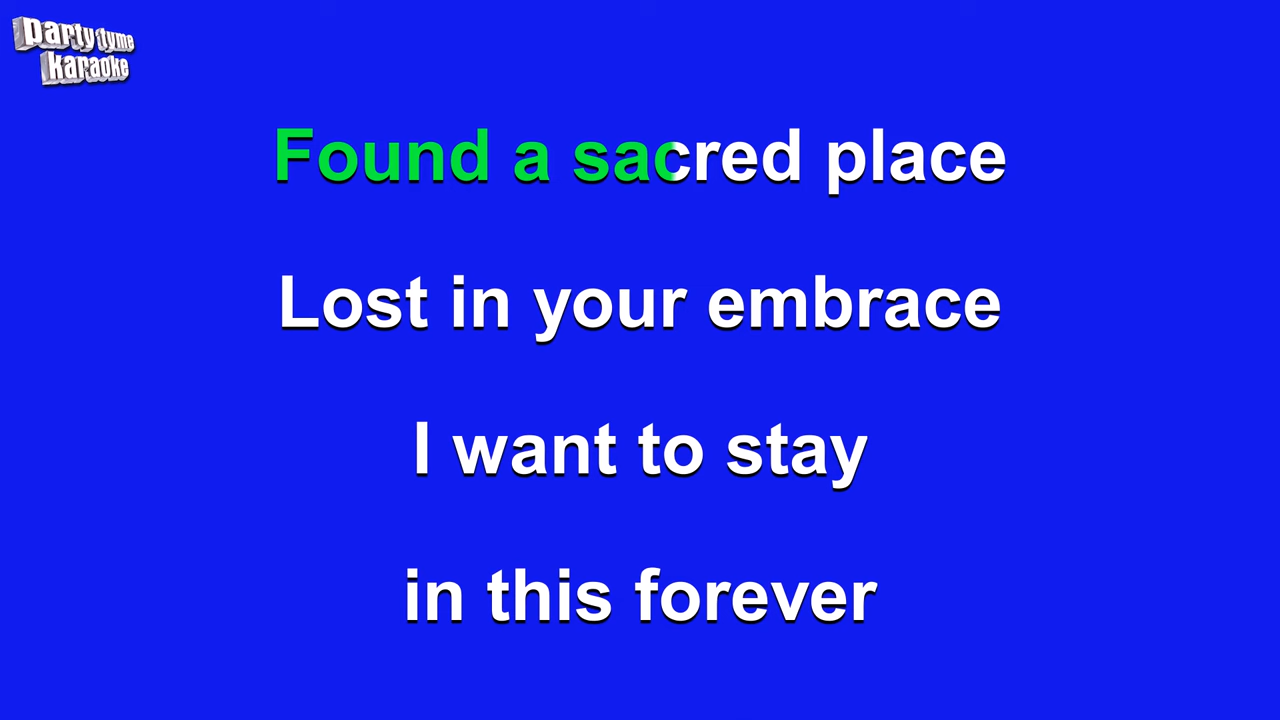 party tyme
karaoke
Found a sacred place
Lost in your embrace
I want to stay
in this forever